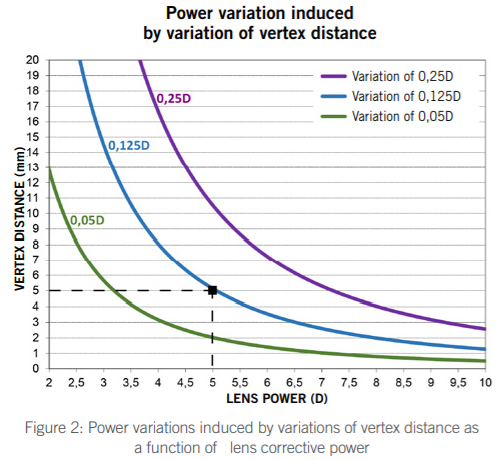 Power variation induced
by variation of vertex distance
20
19
18
17
16
15
14
13
12
11
10
9
8
7
6
5
4
3
2
1
0
VERTEX DISTANCE (mm)
0,25D
0,125D
0,05D
Variation of 0,25D
Variation of 0,125D
Variation of 0,05D
2 2,5 3 3,5 4 4,5 5 5,5 6 6,5 7 7,5 8 8,5 9 9,5 10
LENS POWER (D)
Figure 2: Power variations induced by variations of vertex distance as
a function of lens corrective power